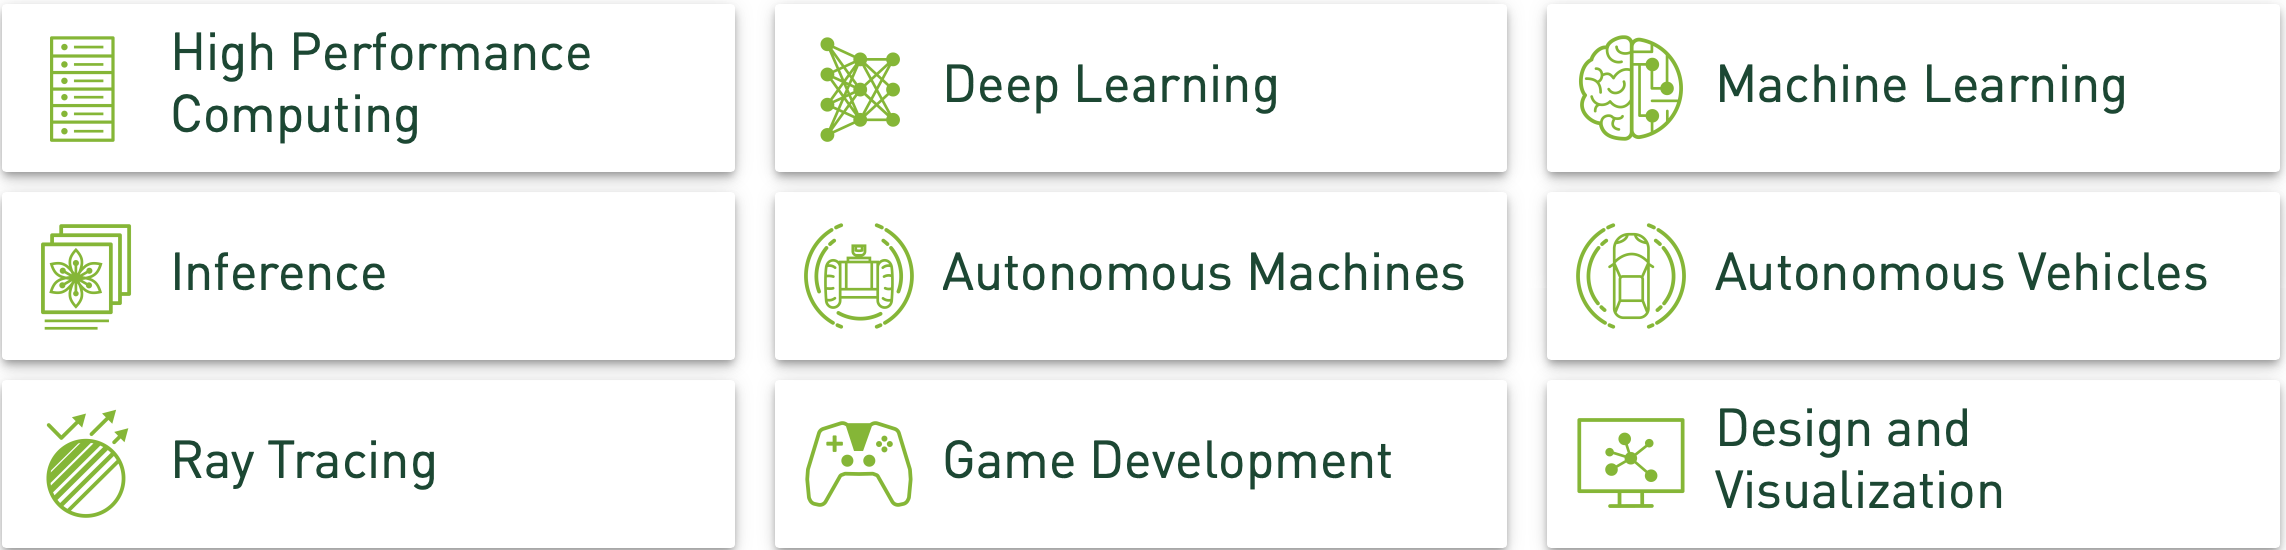 High Performance
Computing
Deep Learning
Machine Learning
Inference
Autonomous Machines
Autonomous Vehicles
Ray Tracing
Game Development
Design and
Visualization